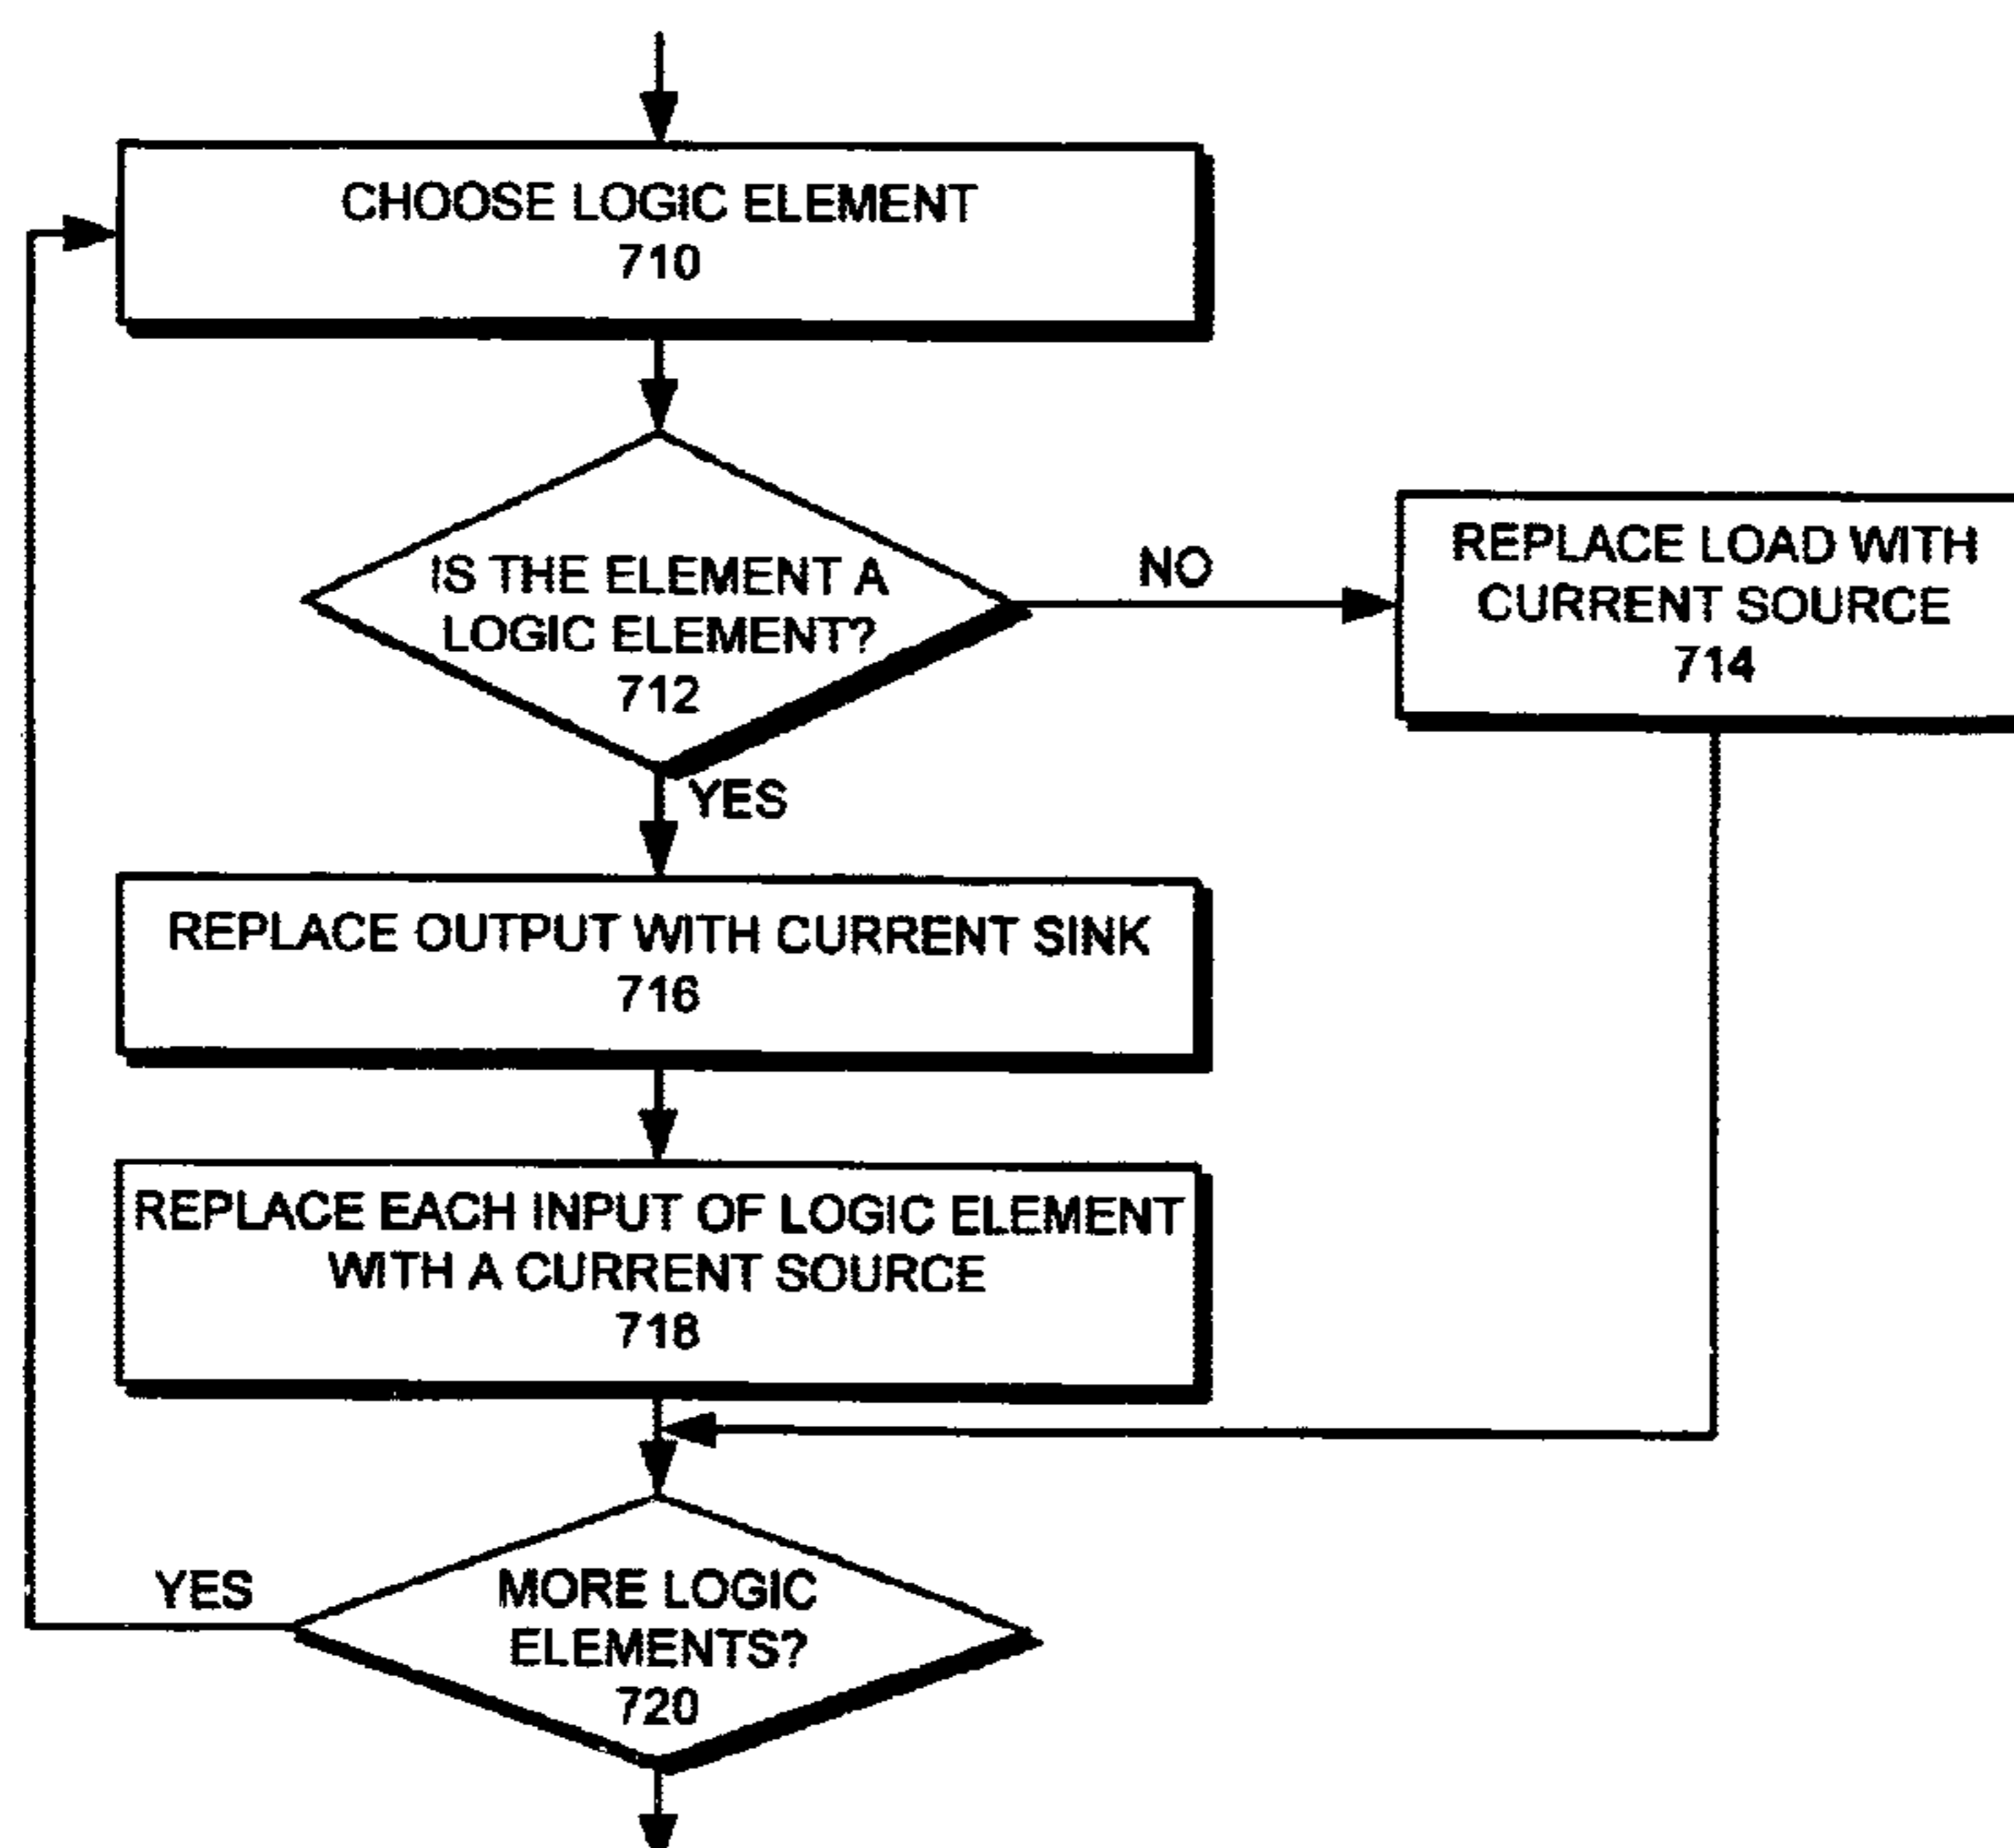 CHOOSE LOGIC ELEMENT
710
IS THE ELEMENT A
LOGIC ELEMENT?
712
NO
REPLACE LOAD WITH
CURRENT SOURCE
714
YES
REPLACE OUTPUT WITH CURRENT SINK
716
REPLACE EACH INPUT OF LOGIC ELEMENT
WITH A CURRENT SOURCE
718
YES
MORE LOGIC
ELEMENTS?
720